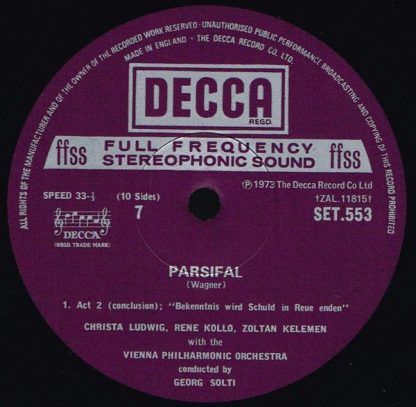 ALL RIGHTS OF THE MANUFACTURER AND OF THE OWNER OF THE RECORDED WORK RESERVED · UNAUTHORISED PUBLIC PERFORMANCE BROADCASTING AND COPYING OF THIS RECORD PROHIBITED
MADE IN ENGLAND · THE DECCA RECORD CO. LTD.
DECCA
REGD.
ffss FULL FREQUENCY ffss
STEREOPHONIC SOUND
SPEED 33-⅓ (10 Sides) Ⓟ1973 The Decca Record Co Ltd
7 †ZAL.11815†
SET.553
DECCA
(REGD. TRADE MARK)
PARSIFAL
(Wagner)
1. Act 2 (conclusion); "Bekenntnis wird Schuld in Reue enden"
CHRISTA LUDWIG, RENE KOLLO, ZOLTAN KELEMEN
with the
VIENNA PHILHARMONIC ORCHESTRA
conducted by
GEORG SOLTI